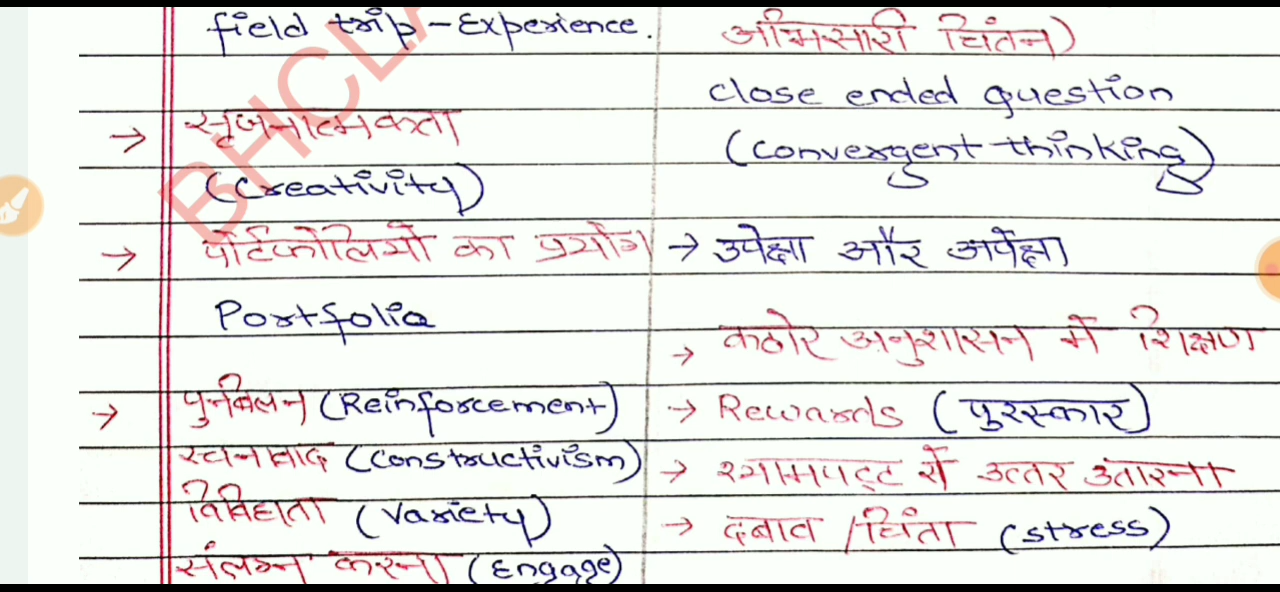 field trip - Experience.
→ सृजनात्मकता
(Creativity)
→ पोर्टफोलियो का प्रयोग
Portfolio
→ पुर्नबलन (Reinforcement)
रचनावाद (Constructivism)
विविधता (Variety)
संलग्न करना (Engage)
अभिसारी चिंतन)
close ended question
(convergent thinking)
→ उपेक्षा और अपेक्षा
→ कठोर अनुशासन में शिक्षण
→ Rewards (पुरस्कार)
→ श्यामपट्ट से उत्तर उतारना
→ दबाव / चिंता (stress)
BHCLA